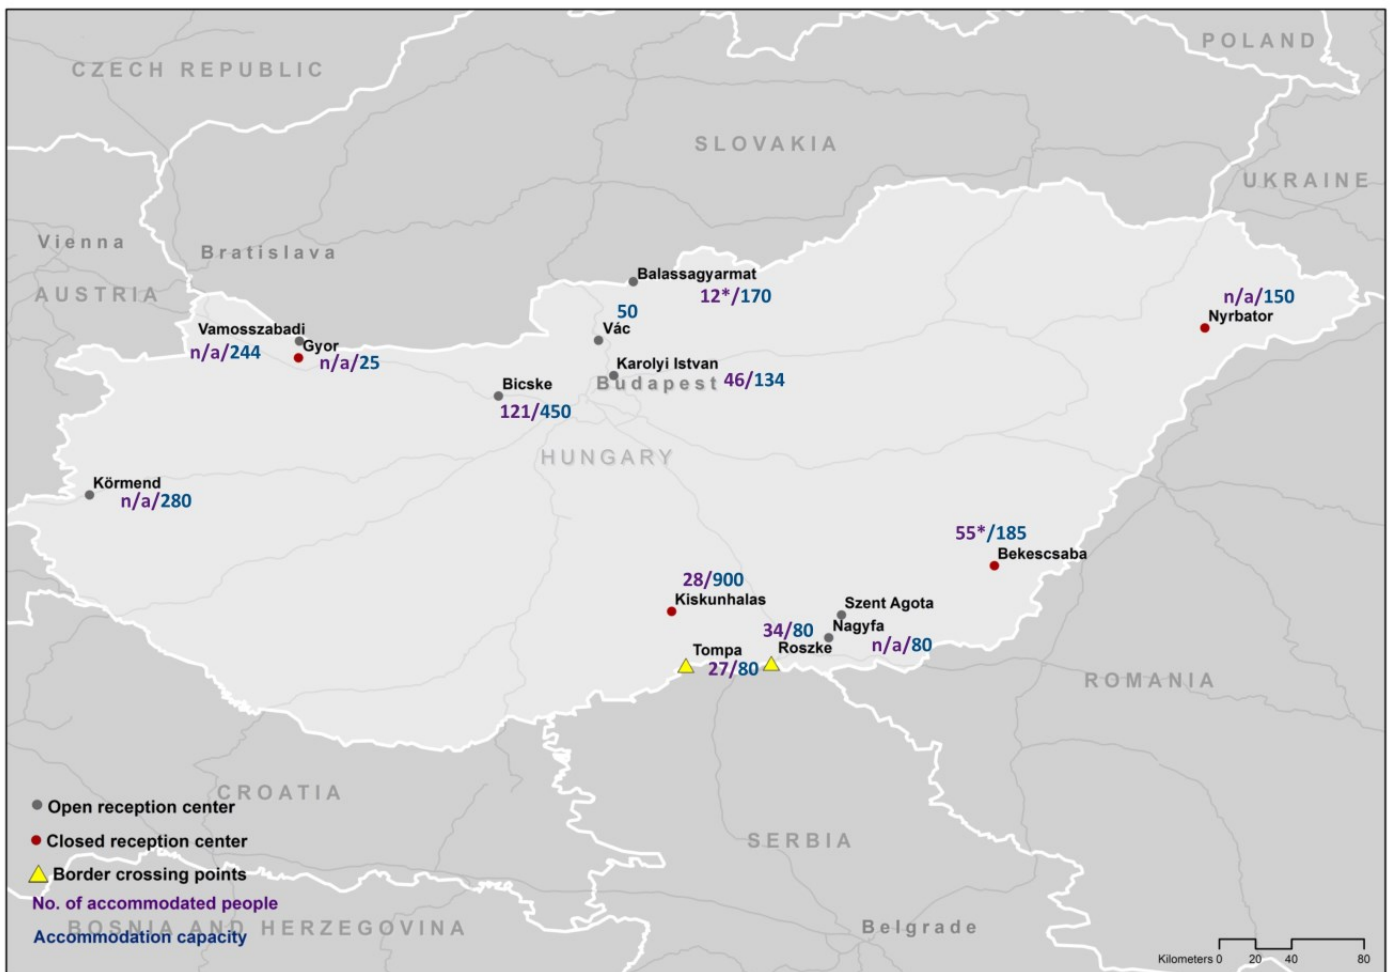 POLAND
CZECH REPUBLIC
SLOVAKIA
UKRAINE
Vienna
Bratislava
AUSTRIA
Balassagyarmat
12*/170
n/a/150
Nyrbator
50
Vác
Vamosszabadi
n/a/244
Gyor
n/a/25
Karolyi Istvan
Budapest
46/134
Bicske
121/450
HUNGARY
Körmend
n/a/280
55*/185
Bekescsaba
28/900
Kiskunhalas
Szent Agota
Nagyfa
34/80
Roszke
n/a/80
Tompa
27/80
ROMANIA
CROATIA
SERBIA
Open reception center
Closed reception center
Border crossing points
No. of accommodated people
BOSNIA AND HERZEGOVINA
Accommodation capacity
Belgrade
Kilometers 0 20 40 80